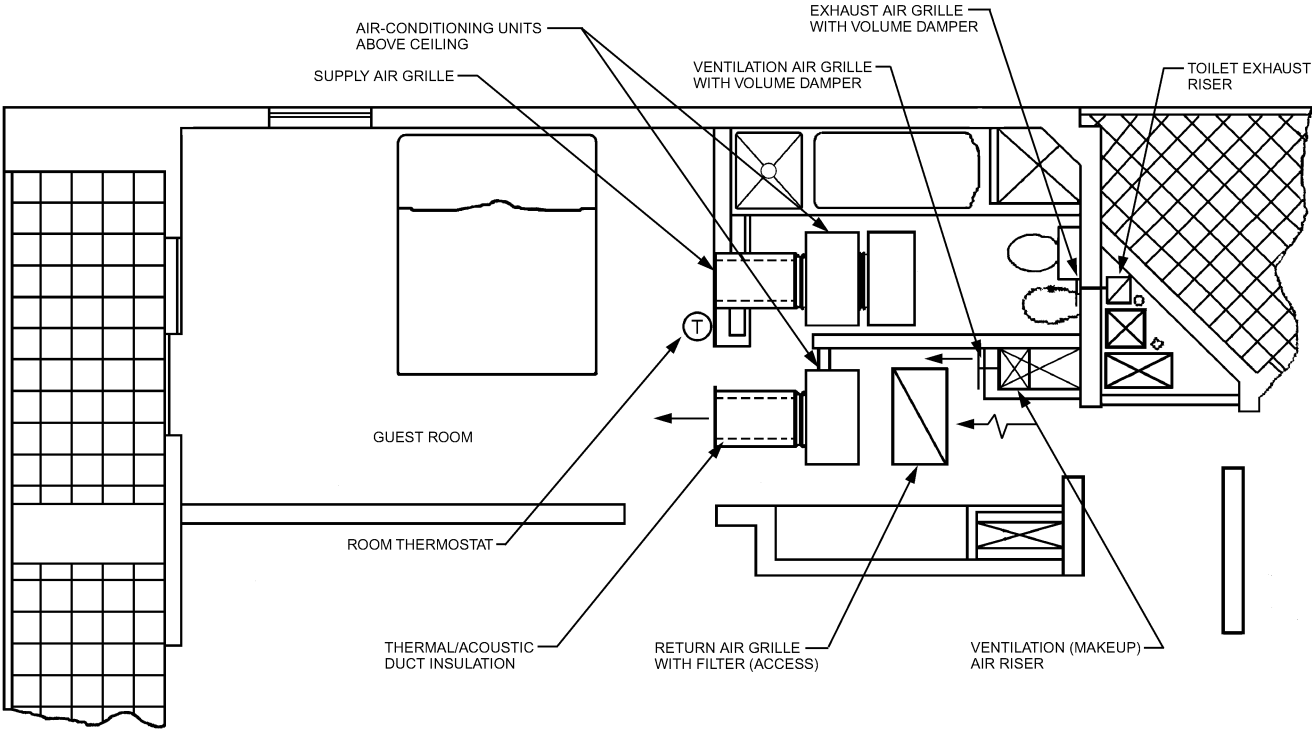 EXHAUST AIR GRILLE
WITH VOLUME DAMPER
AIR-CONDITIONING UNITS
ABOVE CEILING
VENTILATION AIR GRILLE
WITH VOLUME DAMPER
TOILET EXHAUST
RISER
SUPPLY AIR GRILLE
T
GUEST ROOM
ROOM THERMOSTAT
THERMAL/ACOUSTIC
DUCT INSULATION
RETURN AIR GRILLE
WITH FILTER (ACCESS)
VENTILATION (MAKEUP)
AIR RISER